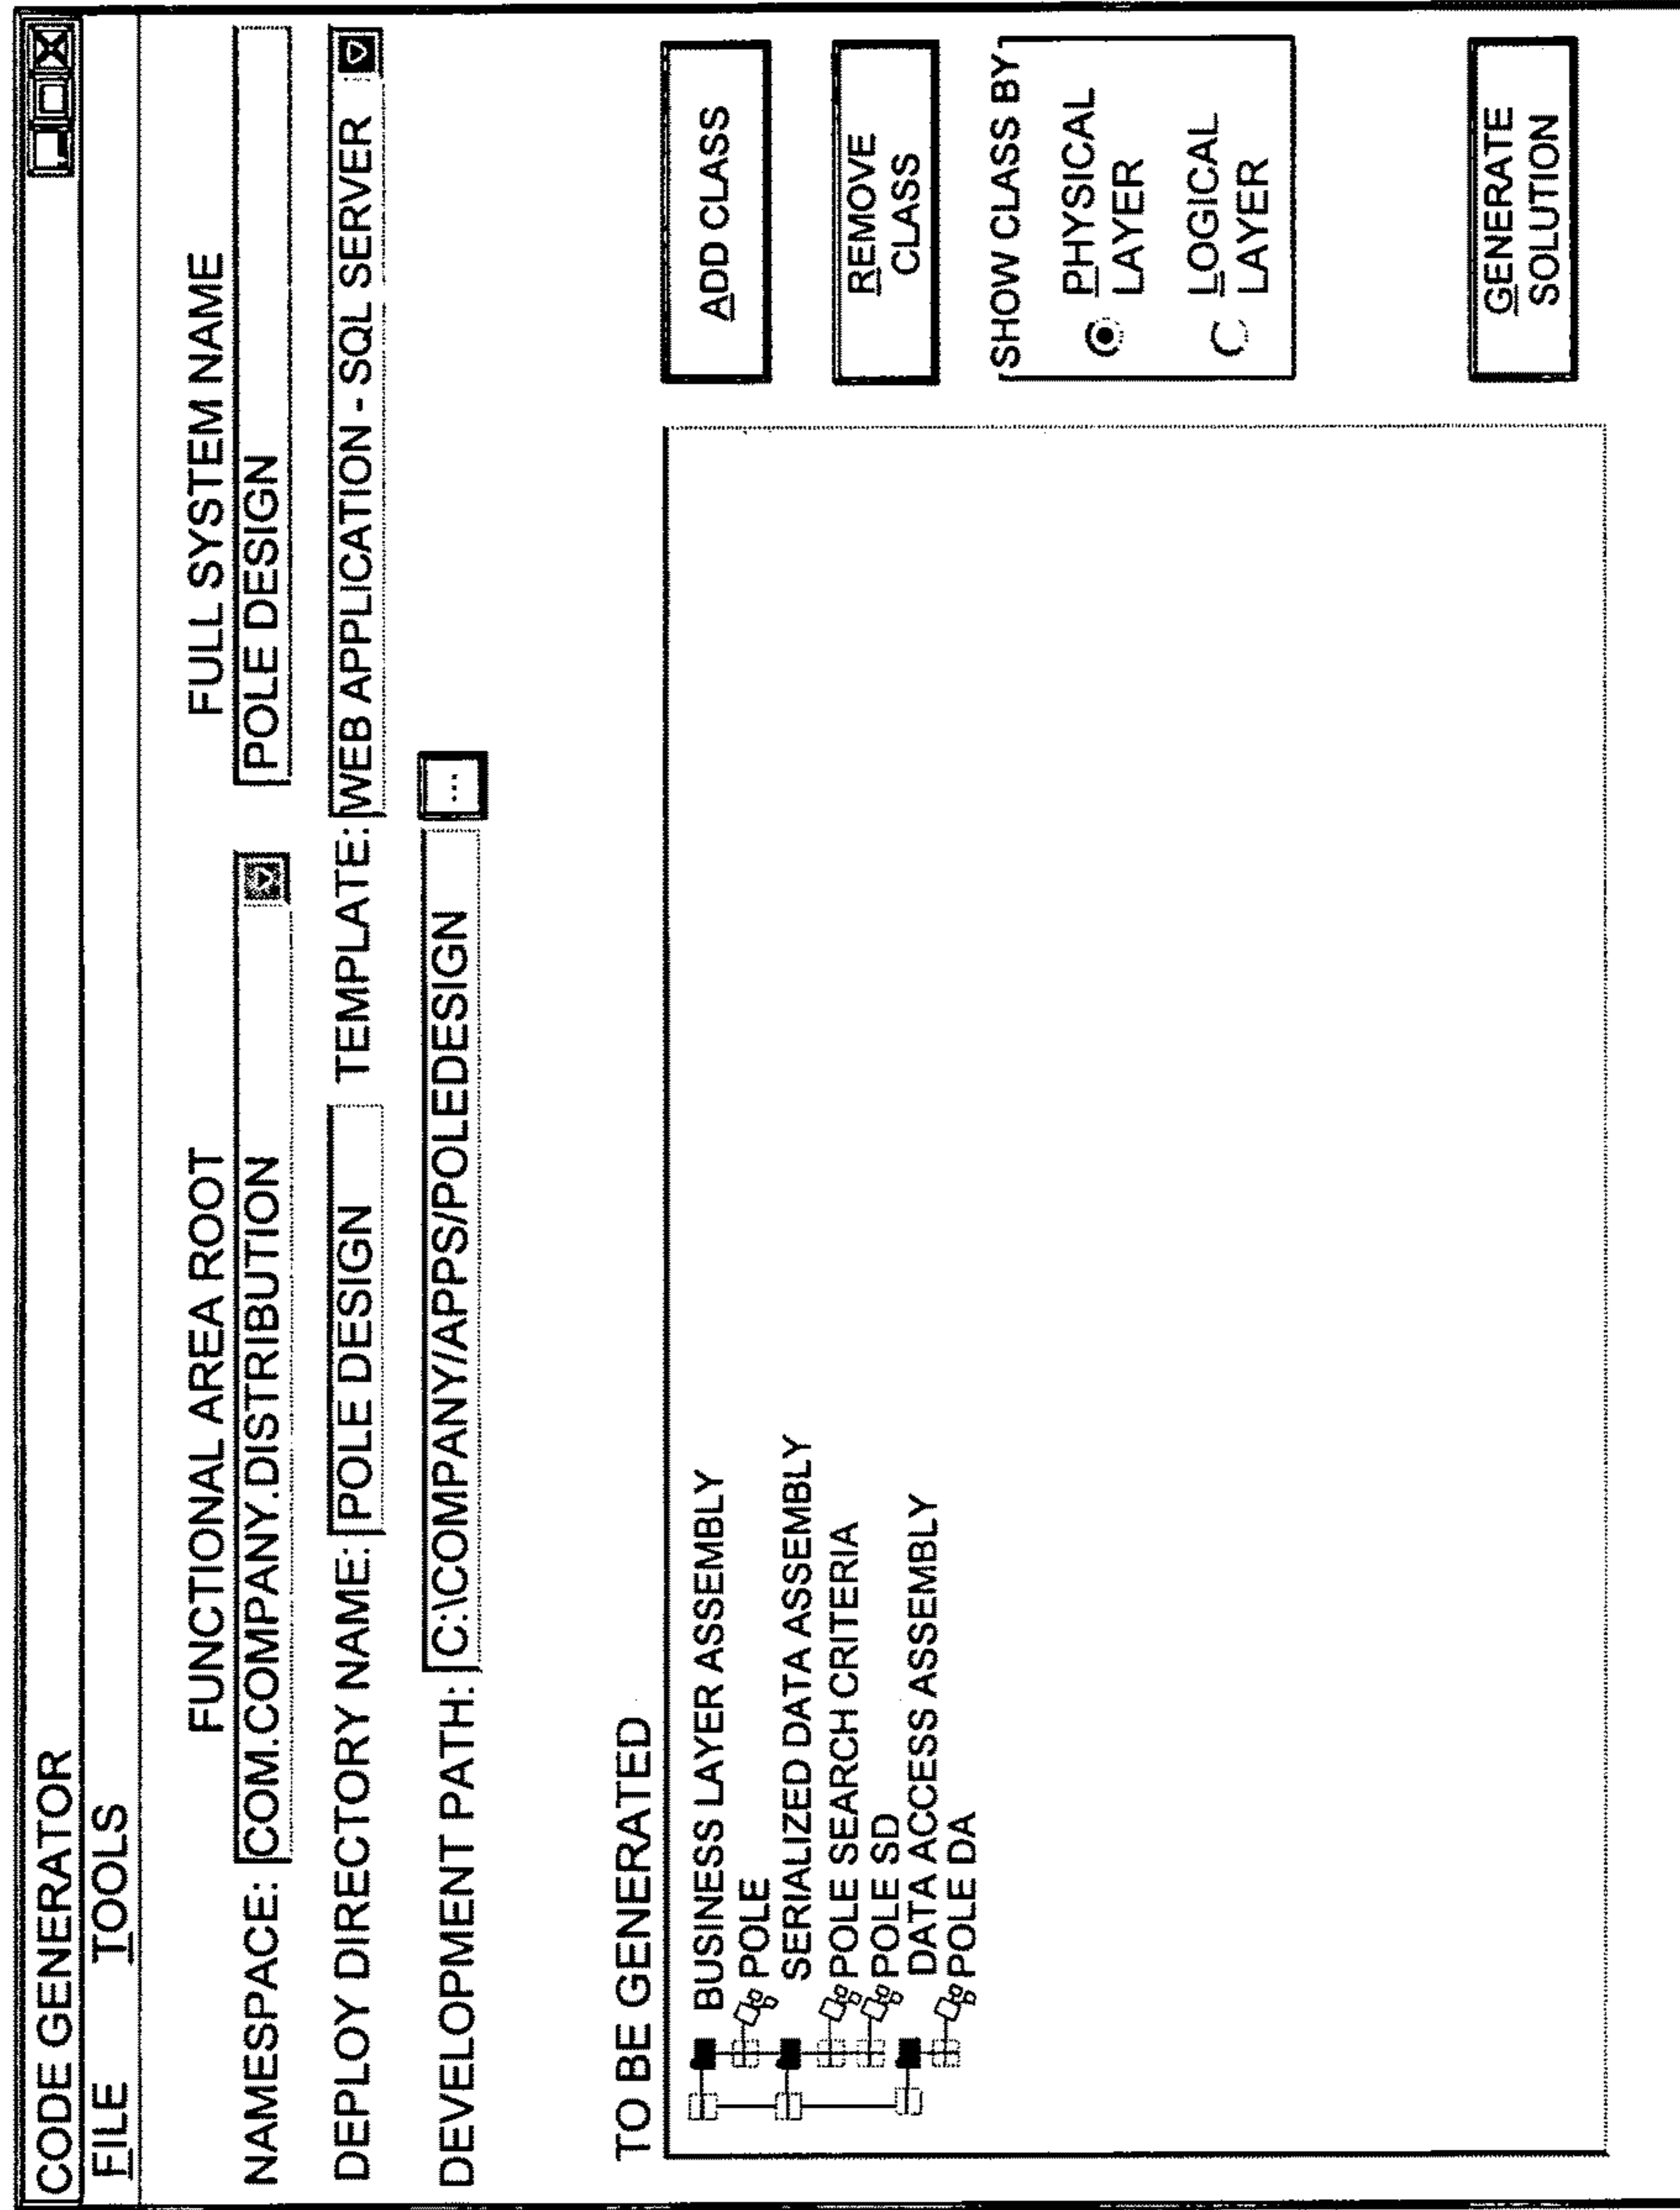 CODE GENERATOR
FILE TOOLS
FUNCTIONAL AREA ROOT FULL SYSTEM NAME
NAMESPACE: COM.COMPANY.DISTRIBUTION POLE DESIGN
DEPLOY DIRECTORY NAME: POLE DESIGN TEMPLATE: WEB APPLICATION - SQL SERVER
DEVELOPMENT PATH: C:\COMPANY/APPS/POLEDESIGN ...
TO BE GENERATED
BUSINESS LAYER ASSEMBLY
POLE
SERIALIZED DATA ASSEMBLY
POLE SEARCH CRITERIA
POLE SD
DATA ACCESS ASSEMBLY
POLE DA
ADD CLASS
REMOVE
CLASS
SHOW CLASS BY
PHYSICAL
LAYER
LOGICAL
LAYER
GENERATE
SOLUTION